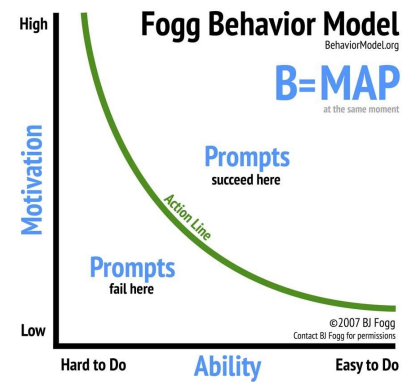 High
Fogg Behavior Model
BehaviorModel.org
B=MAP
at the same moment
Motivation
Prompts
succeed here
Action Line
Prompts
fail here
©2007 BJ Fogg
Contact BJ Fogg for permissions
Low
Hard to Do
Ability
Easy to Do